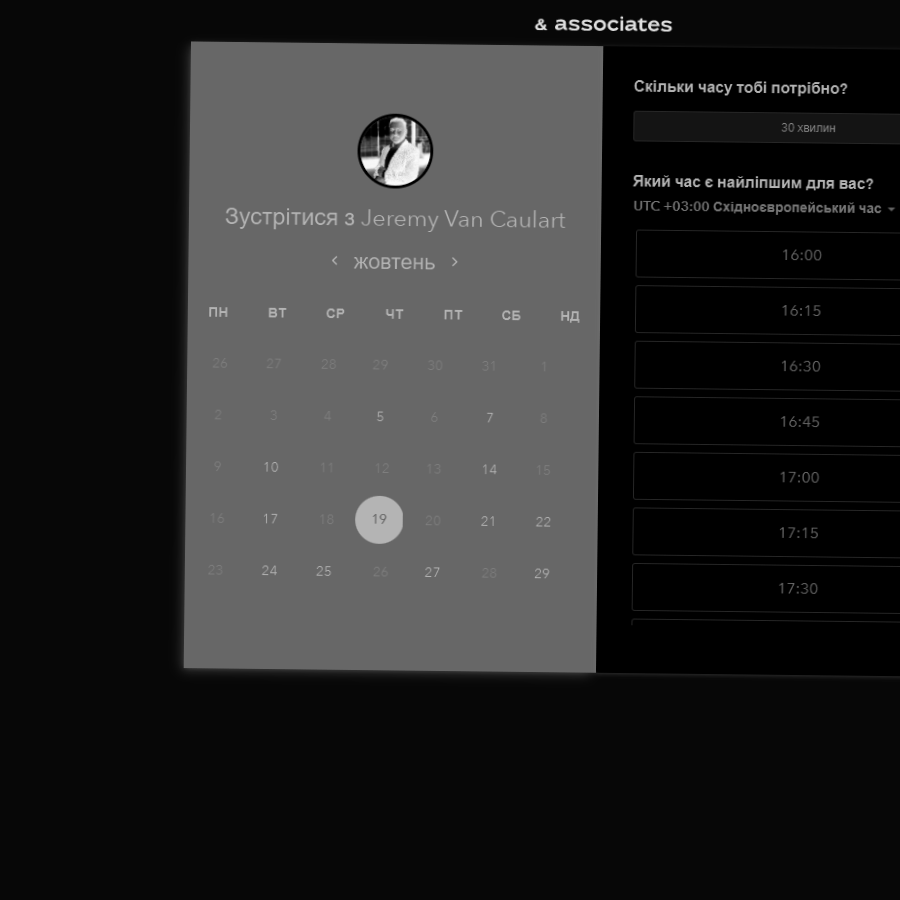 & associates
Зустрітися з Jeremy Van Caulart
жовтень
ПН ВТ СР ЧТ ПТ СБ НД
26 27 28 29 30 31 1
2 3 4 5 6 7 8
9 10 11 12 13 14 15
16 17 18 19 20 21 22
23 24 25 26 27 28 29
Скільки часу тобі потрібно?
30 хвилин
Який час є найліпшим для вас?
UTC +03:00 Східноєвропейський час
16:00
16:15
16:30
16:45
17:00
17:15
17:30